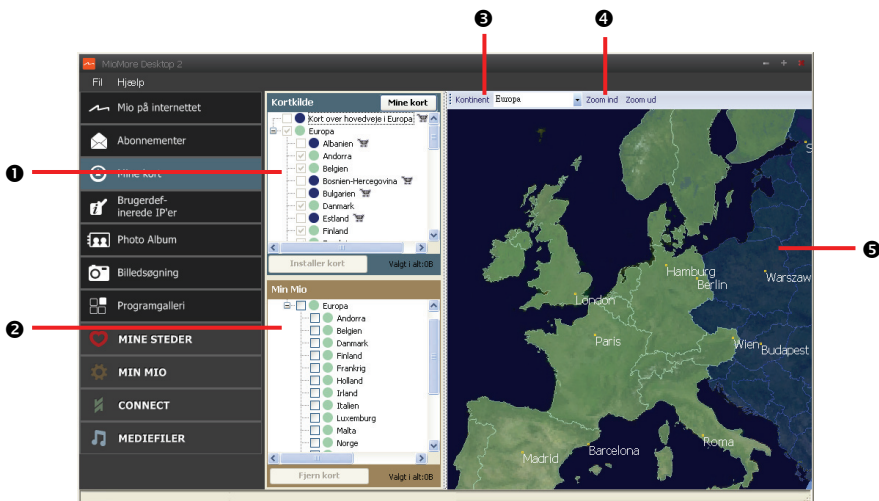 ❸
❹
MioMore Desktop 2
Fil Hjælp
Mio på internettet
Abonnementer
Mine kort
Brugerdef-
inerede IP'er
Photo Album
Billedsøgning
Programgalleri
MINE STEDER
MIN MIO
CONNECT
MEDIEFILER
❶
❷
Kortkilde Mine kort
Kort over hovedveje i Europa
Europa
Albanien
Andorra
Belgien
Bosnien-Hercegovina
Bulgarien
Danmark
Estland
Finland
Installer kort Valgt i alt:0B
Min Mio
Europa
Andorra
Belgien
Danmark
Finland
Frankrig
Holland
Irland
Italien
Luxemburg
Malta
Norge
Fjern kort Valgt i alt:0B
Kontinent Europa Zoom ind Zoom ud
S
Hamburg
Berlin
Warszaw
London
Paris
Wien
Budapest
Roma
Barcelona
Madrid
❺